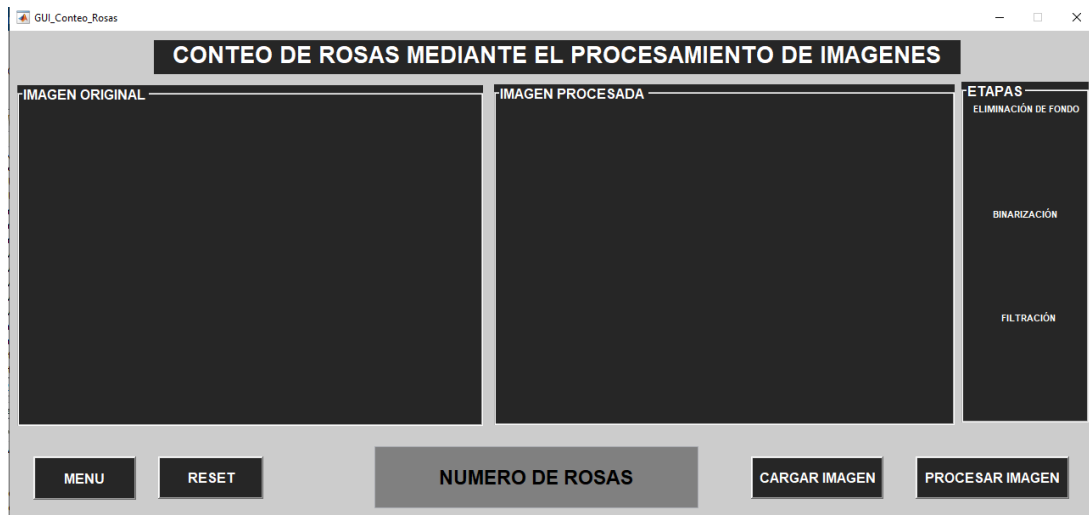 GUI_Conteo_Rosas
CONTEO DE ROSAS MEDIANTE EL PROCESAMIENTO DE IMAGENES
IMAGEN ORIGINAL
IMAGEN PROCESADA
ETAPAS
ELIMINACIÓN DE FONDO
BINARIZACIÓN
FILTRACIÓN
MENU
RESET
NUMERO DE ROSAS
CARGAR IMAGEN
PROCESAR IMAGEN